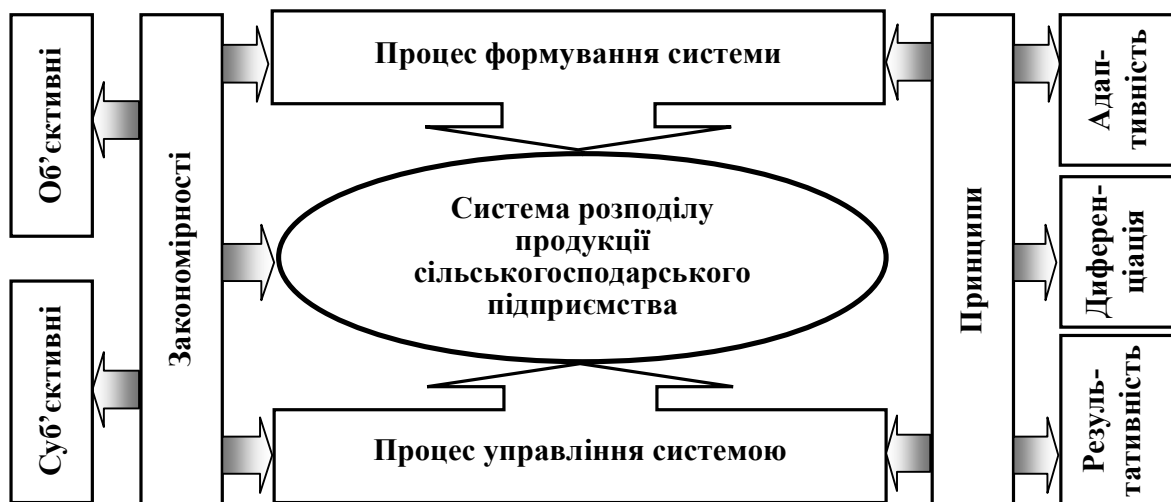 Об’єктивні
Суб’єктивні
Закономірності
Процес формування системи
Система розподілу
продукції
сільськогосподарського
підприємства
Процес управління системою
Принципи
Адап-
тивність
Диферен-
ціація
Резуль-
тативність